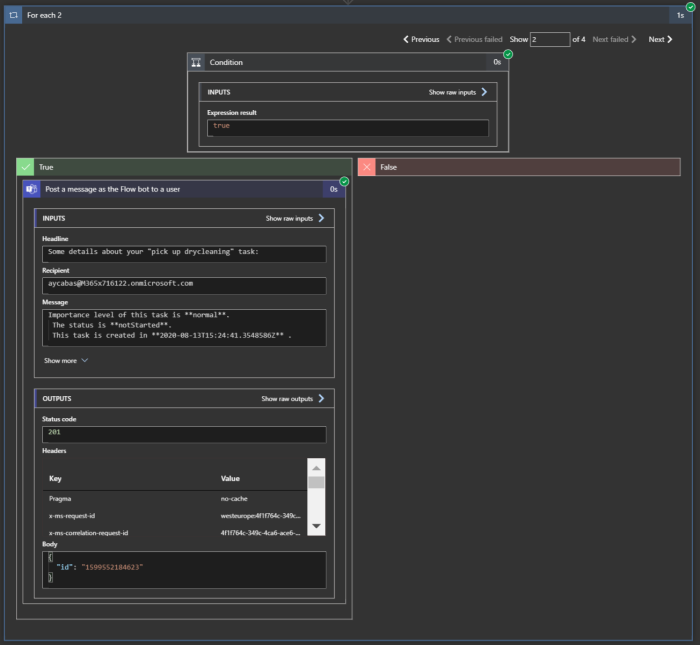 For each 2
1s
Previous Previous failed Show 2 of 4 Next failed Next
Condition
0s
INPUTS
Show raw inputs
Expression result
true
True
False
Post a message as the Flow bot to a user
0s
INPUTS
Show raw inputs
Headline
Some details about your "pick up drycleaning" task:
Recipient
aycabas@M365x716122.onmicrosoft.com
Message
Importance level of this task is **normal**.
The status is **notStarted**.
This task is created in **2020-08-13T15:24:41.3548586Z** .
Show more
OUTPUTS
Show raw outputs
Status code
201
Headers
Key Value
Pragma no-cache
x-ms-request-id westeurope:4f1f764c-349c...
x-ms-correlation-request-id 4f1f764c-349c-4ca6-ace6-...
Body
{
"id": "1599552184623"
}